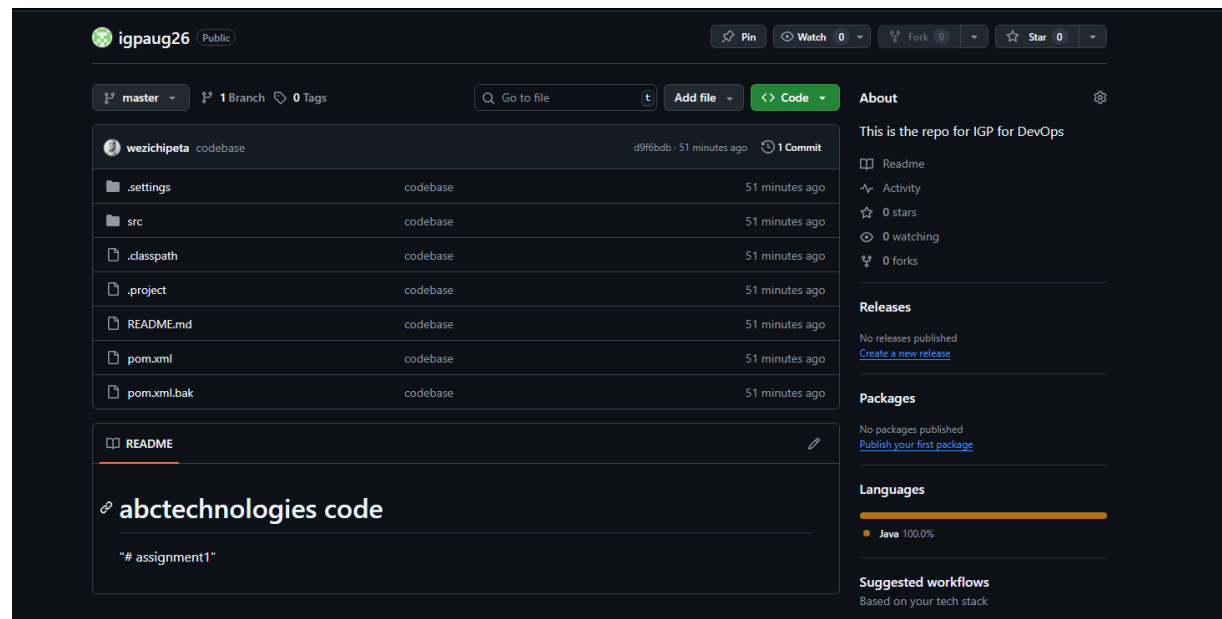 igpaug26 Public
Pin
Watch 0
Fork 0
Star 0
master
1 Branch
0 Tags
Go to file t
Add file
<> Code
wezichipeta codebase
d9f6bdb · 51 minutes ago
1 Commit
.settings codebase 51 minutes ago
src codebase 51 minutes ago
.classpath codebase 51 minutes ago
.project codebase 51 minutes ago
README.md codebase 51 minutes ago
pom.xml codebase 51 minutes ago
pom.xml.bak codebase 51 minutes ago
README
abctechnologies code
"# assignment1"
About
This is the repo for IGP for DevOps
Readme
Activity
0 stars
0 watching
0 forks
Releases
No releases published
Create a new release
Packages
No packages published
Publish your first package
Languages
Java 100.0%
Suggested workflows
Based on your tech stack